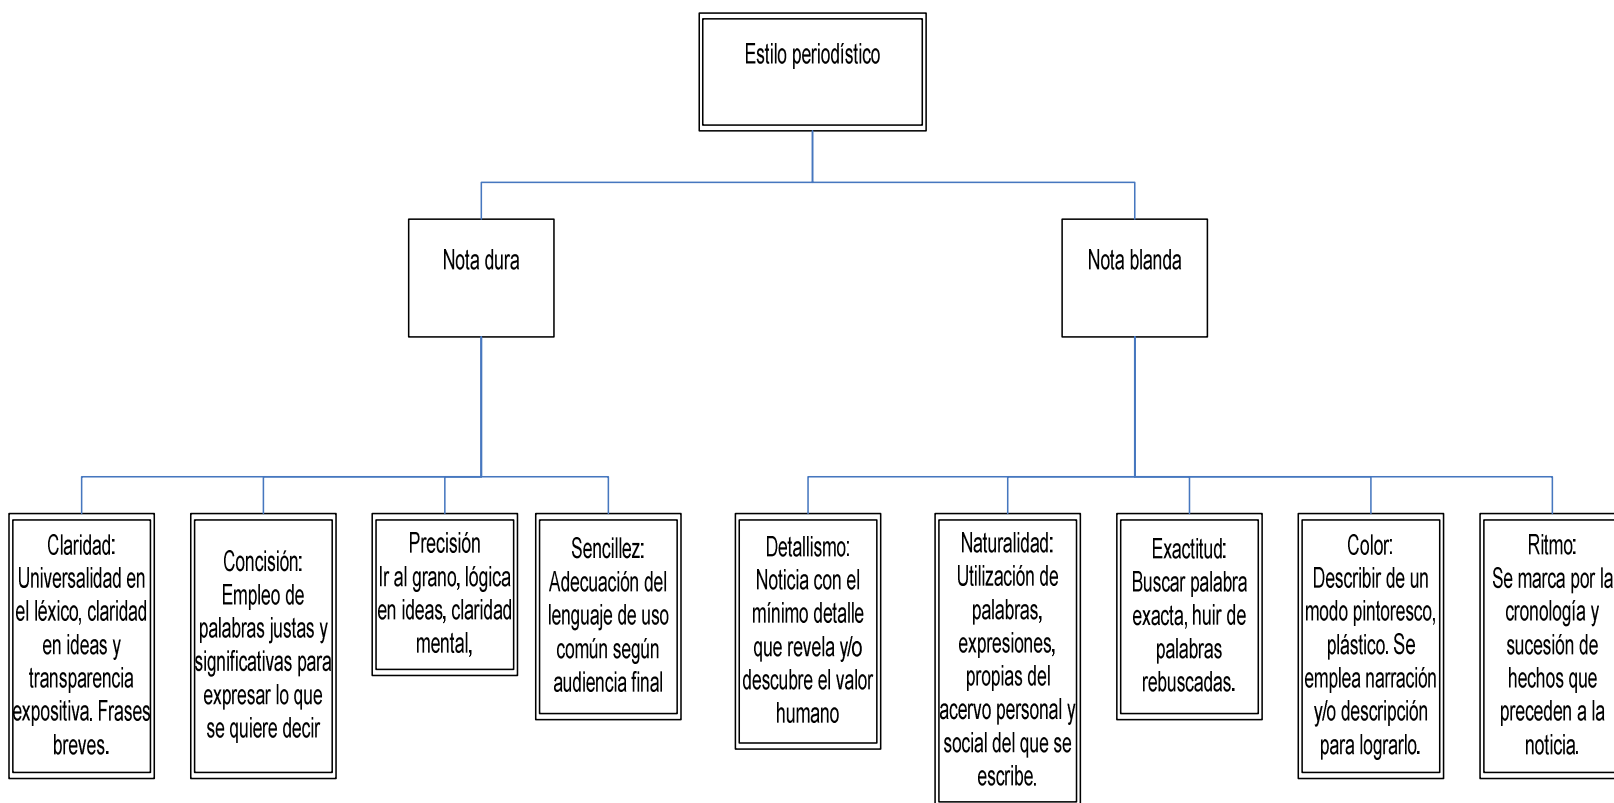 Estilo periodístico
Nota dura
Nota blanda
Claridad:
Universalidad en
el léxico, claridad
en ideas y
transparencia
expositiva. Frases
breves.
Concisión:
Empleo de
palabras justas y
significativas para
expresar lo que
se quiere decir
Precisión
Ir al grano, lógica
en ideas, claridad
mental,
Sencillez:
Adecuación del
lenguaje de uso
común según
audiencia final
Detallismo:
Noticia con el
mínimo detalle
que revela y/o
descubre el valor
humano
Naturalidad:
Utilización de
palabras,
expresiones,
propias del
acervo personal y
social del que se
escribe.
Exactitud:
Buscar palabra
exacta, huir de
palabras
rebuscadas.
Color:
Describir de un
modo pintoresco,
plástico. Se
emplea narración
y/o descripción
para lograrlo.
Ritmo:
Se marca por la
cronología y
sucesión de
hechos que
preceden a la
noticia.